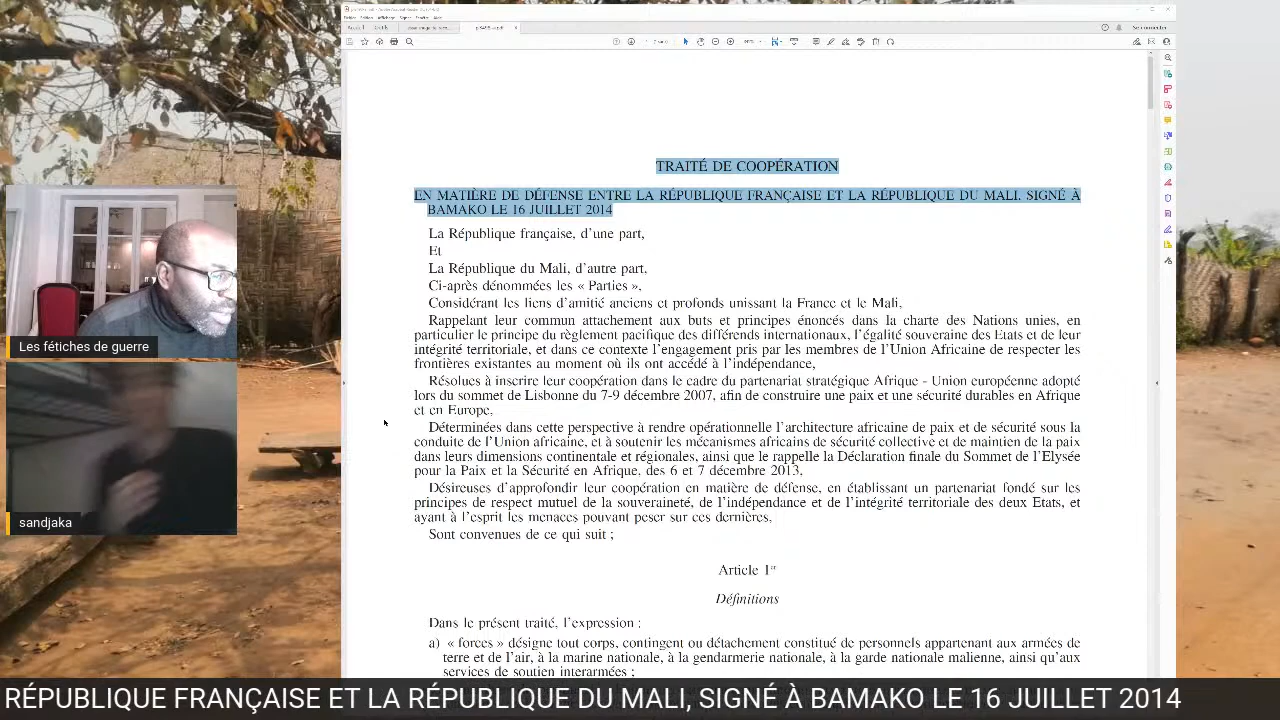 Se connecter
TRAITÉ DE COOPÉRATION
EN MATIÈRE DE DÉFENSE ENTRE LA RÉPUBLIQUE FRANÇAISE ET LA RÉPUBLIQUE DU MALI, SIGNÉ À
BAMAKO LE 16 JUILLET 2014
La République française, d’une part,
Et
La République du Mali, d’autre part,
Ci-après dénommées les « Parties »,
Considérant les liens d’amitié anciens et profonds unissant la France et le Mali,
Rappelant leur commun attachement aux buts et principes énoncés dans la charte des Nations unies, en
particulier le principe du règlement pacifique des différends internationaux, l’égalité souveraine des Etats et de leur
intégrité territoriale, et dans ce contexte l’engagement pris par les membres de l’Union Africaine de respecter les
frontières existantes au moment où ils ont accédé à l’indépendance,
Résolues à inscrire leur coopération dans le cadre du partenariat stratégique Afrique - Union européenne adopté
lors du sommet de Lisbonne du 7-9 décembre 2007, afin de construire une paix et une sécurité durables en Afrique
et en Europe,
Déterminées dans cette perspective à rendre opérationnelle l’architecture africaine de paix et de sécurité sous la
conduite de l’Union africaine, et à soutenir les mécanismes africains de sécurité collective et de maintien de la paix
dans leurs dimensions continentale et régionales, ainsi que le rappelle la Déclaration finale du Sommet de l’Elysée
pour la Paix et la Sécurité en Afrique, des 6 et 7 décembre 2013,
Désireuses d’approfondir leur coopération en matière de défense, en établissant un partenariat fondé sur les
principes de respect mutuel de la souveraineté, de l’indépendance et de l’intégrité territoriale des deux Etats, et
ayant à l’esprit les menaces pouvant peser sur ces dernières,
Sont convenues de ce qui suit :
Article 1er
Définitions
Dans le présent traité, l’expression :
a) « forces » désigne tout corps, contingent ou détachement constitué de personnels appartenant aux armées de
terre et de l’air, à la marine nationale, à la gendarmerie nationale, à la garde nationale malienne, ainsi qu’aux
services de soutien interarmées ;
Les fétiches de guerre
sandjaka
RÉPUBLIQUE FRANÇAISE ET LA RÉPUBLIQUE DU MALI, SIGNÉ À BAMAKO LE 16 JUILLET 2014